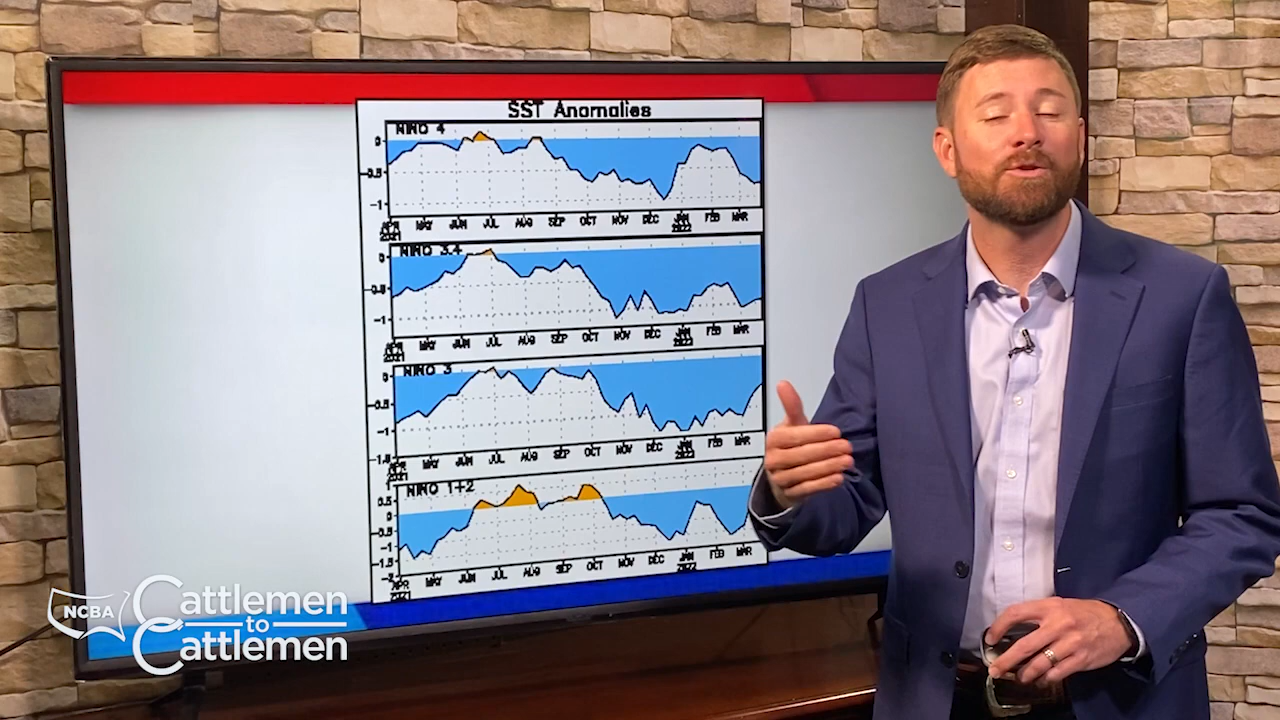 SST Anomalies
NINO 4
0
-0.5
-1
APR MAY JUN JUL AUG SEP OCT NOV DEC JAN FEB MAR
2021 2022
NINO 3.4
0
-0.5
-1
APR MAY JUN JUL AUG SEP OCT NOV DEC JAN FEB MAR
2021 2022
NINO 3
0
-0.5
-1
-1.5
APR MAY JUN JUL AUG SEP OCT NOV DEC JAN FEB MAR
2021 2022
NINO 1+2
1
0.5
0
-0.5
-1
-1.5
-2
APR MAY JUN JUL AUG SEP OCT NOV DEC JAN FEB MAR
2021 2022
NCBA
Cattlemen
to
Cattlemen